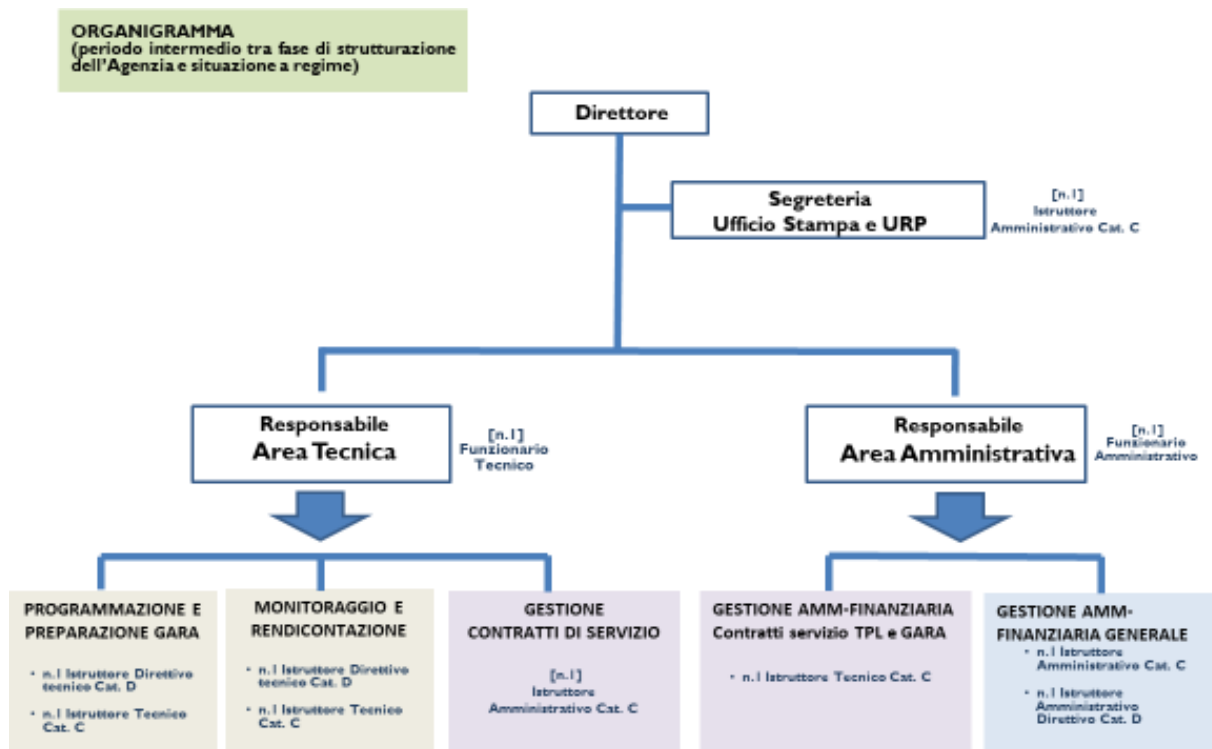 ORGANIGRAMMA
(periodo intermedio tra fase di strutturazione
dell'Agenzia e situazione a regime)
Direttore
Segreteria
Ufficio Stampa e URP
[n.1]
Istruttore
Amministrativo Cat. C
Responsabile
Area Tecnica
[n.1]
Funzionario
Tecnico
Responsabile
Area Amministrativa
[n.1]
Funzionario
Amministrativo
PROGRAMMAZIONE E
PREPARAZIONE GARA
• n.1 Istruttore Direttivo
tecnico Cat. D
• n.1 Istruttore Tecnico
Cat. C
MONITORAGGIO E
RENDICONTAZIONE
• n.1 Istruttore Direttivo
tecnico Cat. D
• n.1 Istruttore Tecnico
Cat. C
GESTIONE
CONTRATTI DI SERVIZIO
[n.1]
Istruttore
Amministrativo Cat. C
GESTIONE AMM-FINANZIARIA
Contratti servizio TPL e GARA
• n.1 Istruttore Tecnico Cat. C
GESTIONE AMM-
FINANZIARIA GENERALE
• n.1 Istruttore
Amministrativo Cat. C
• n.1 Istruttore
Amministrativo
Direttivo Cat. D